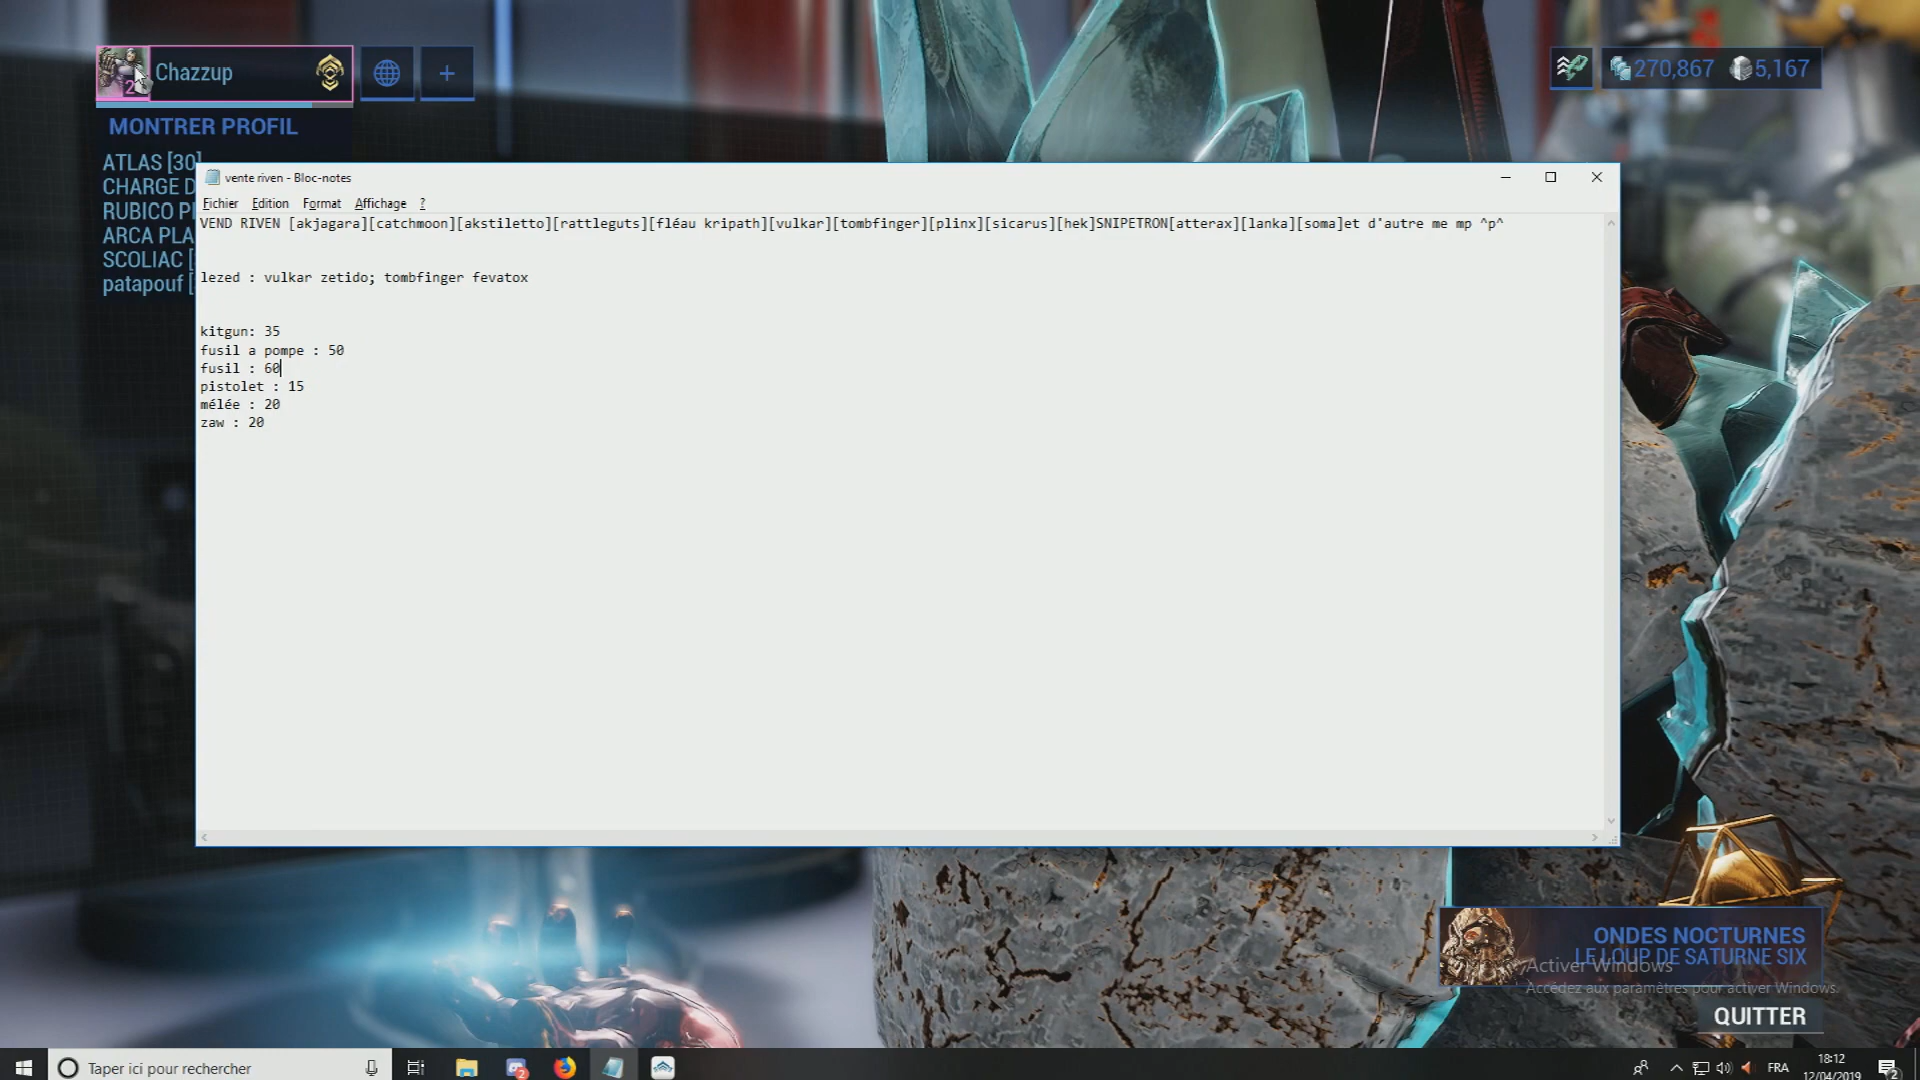 Chazzup
270,867 5,167
MONTRER PROFIL
ATLAS [30]
CHARGE D
RUBICO P
ARCA PLA
SCOLIAC [
patapouf [
vente riven - Bloc-notes
Fichier Edition Format Affichage ?
VEND RIVEN [akjagara][catchmoon][akstiletto][rattleguts][fléau kripath][vulkar][tombfinger][plinx][sicarus][hek]SNIPETRON[atterax][lanka][soma]et d'autre me mp ^p^
lezed : vulkar zetido; tombfinger fevatox
kitgun: 35
fusil a pompe : 50
fusil : 60
pistolet : 15
mélée : 20
zaw : 20
ONDES NOCTURNES
LE LOUP DE SATURNE SIX
Activer Windows
Accédez aux paramètres pour activer Windows.
QUITTER
Taper ici pour rechercher
2
FRA
18:12
12/04/2019
2